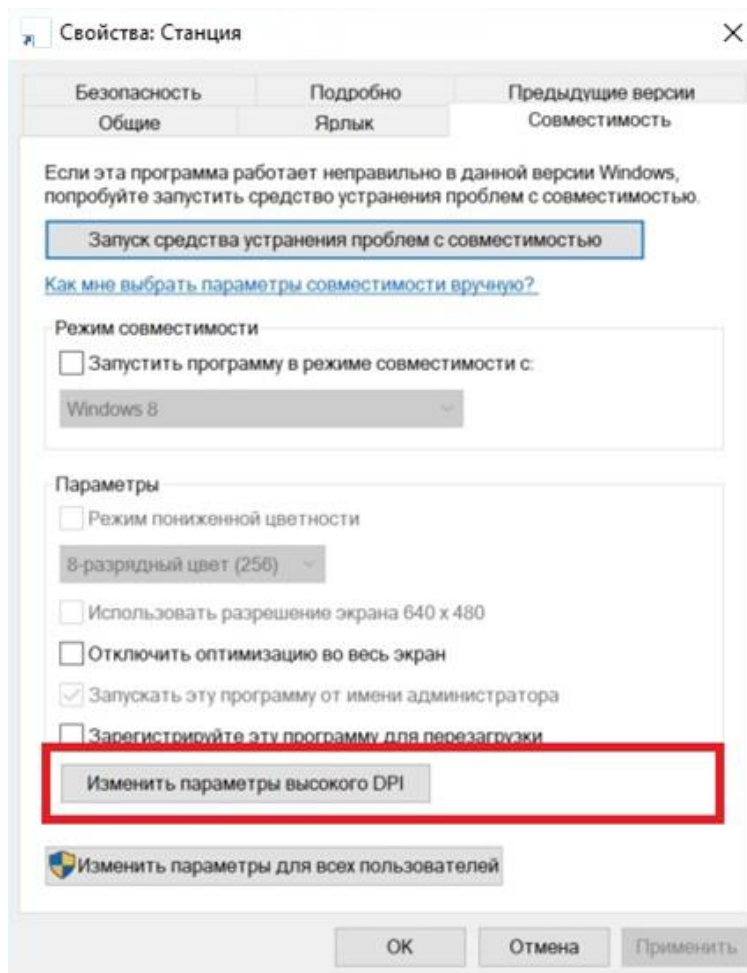 Свойства: Станция
Безопасность
Подробно
Предыдущие версии
Общие
Ярлык
Совместимость
Если эта программа работает неправильно в данной версии Windows,
попробуйте запустить средство устранения проблем с совместимостью.
Запуск средства устранения проблем с совместимостью
Как мне выбрать параметры совместимости вручную?
Режим совместимости
Запустить программу в режиме совместимости с:
Windows 8
Параметры
Режим пониженной цветности
8-разрядный цвет (256)
Использовать разрешение экрана 640 x 480
Отключить оптимизацию во весь экран
Запускать эту программу от имени администратора
Зарегистрируйте эту программу для перезагрузки
Изменить параметры высокого DPI
Изменить параметры для всех пользователей
OK
Отмена
Применить